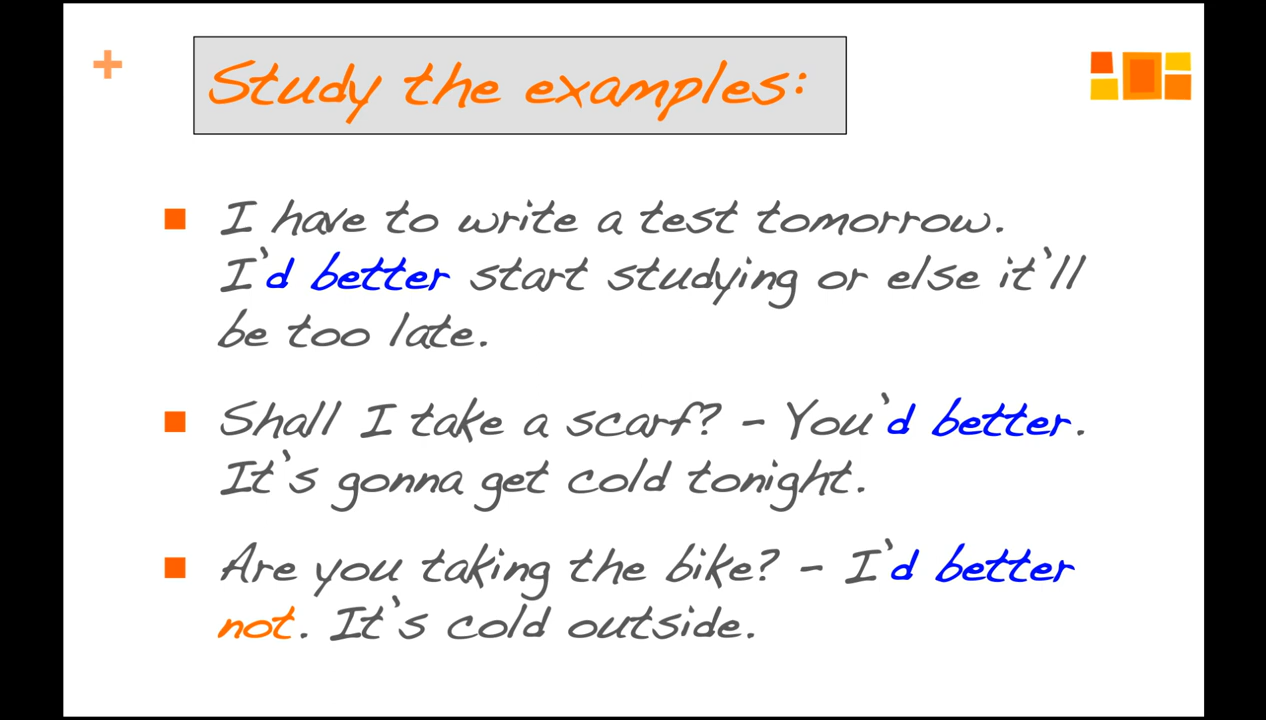 +
Study the examples:
I have to write a test tomorrow.
I'd better start studying or else it'll
be too late.
Shall I take a scarf? - You'd better.
It's gonna get cold tonight.
Are you taking the bike? - I'd better
not. It's cold outside.